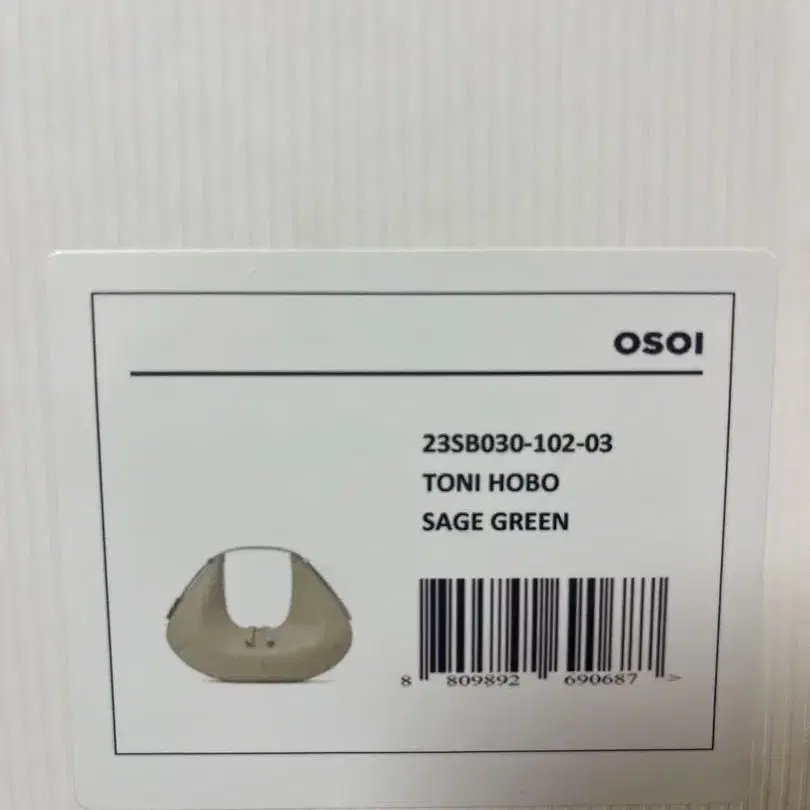 OSOI
23SB030-102-03
TONI HOBO
SAGE GREEN
8 809892 690687 >